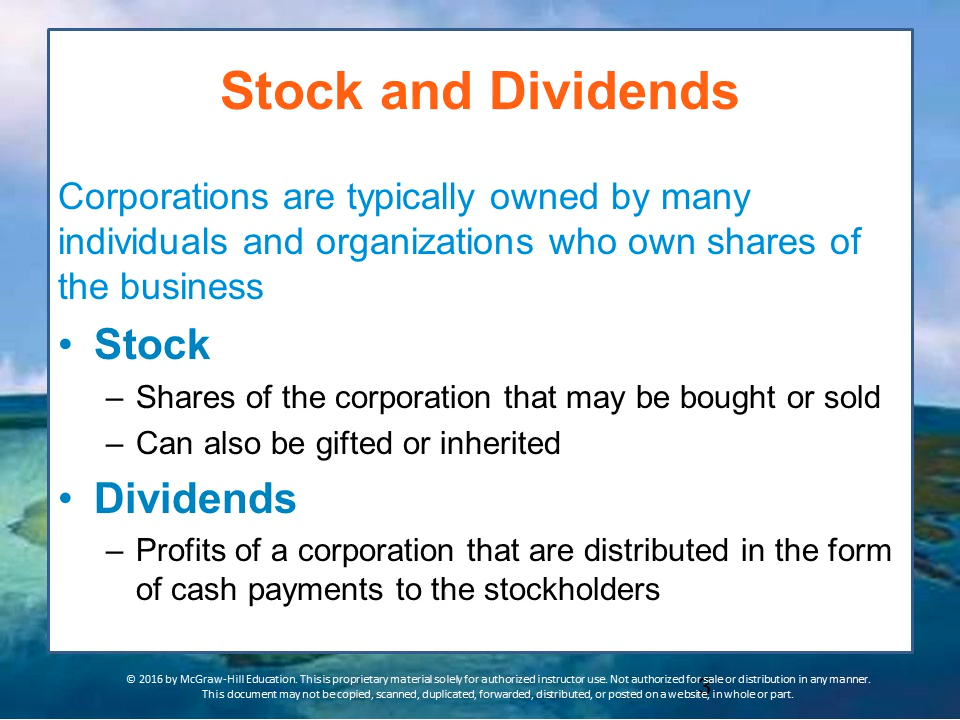 Stock and Dividends
Corporations are typically owned by many
individuals and organizations who own shares of
the business
• Stock
– Shares of the corporation that may be bought or sold
– Can also be gifted or inherited
• Dividends
– Profits of a corporation that are distributed in the form
of cash payments to the stockholders
© 2016 by McGraw-Hill Education. This is proprietary material solely for authorized instructor use. Not authorized for sale or distribution in any manner.
This document may not be copied, scanned, duplicated, forwarded, distributed, or posted on a website, in whole or part.